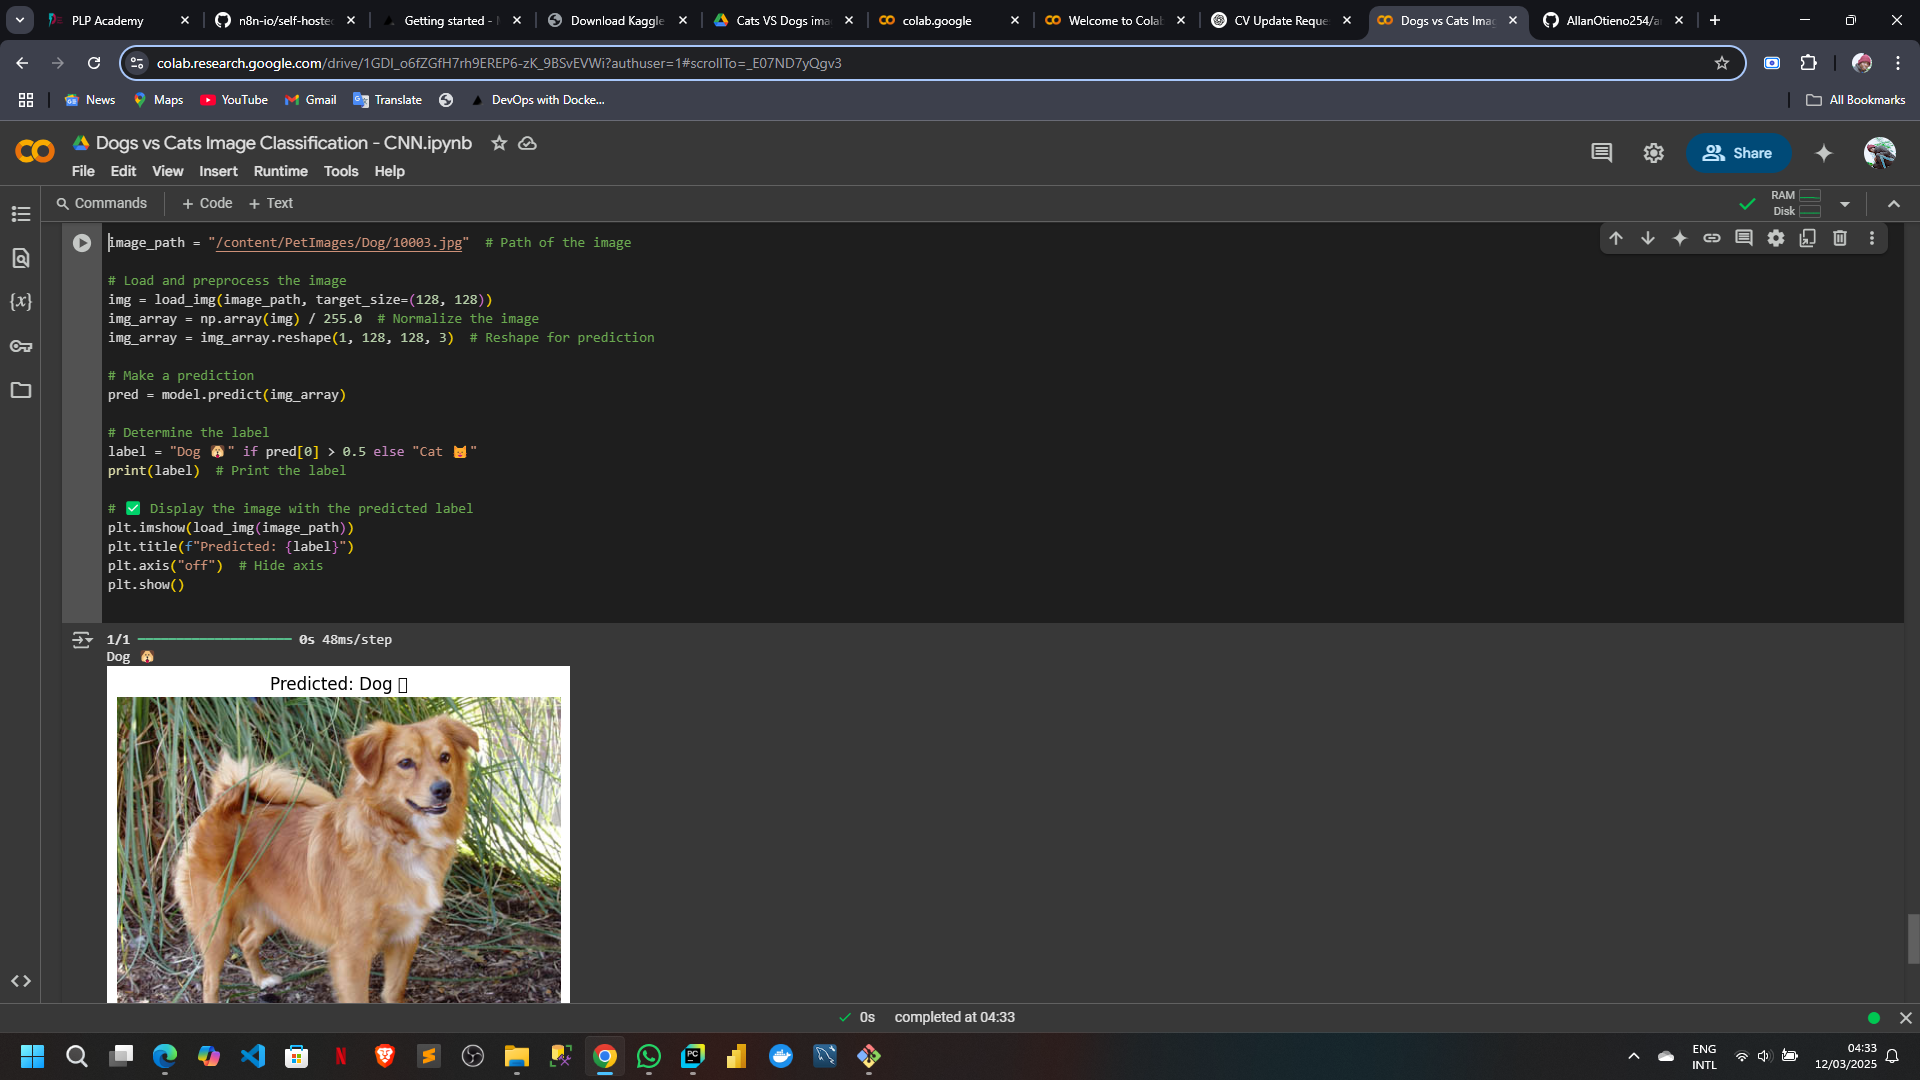 PLP Academy
n8n-io/self-hoste
Getting started -
Download Kaggle
Cats VS Dogs ima
colab.google
Welcome to Colab
CV Update Reque
Dogs vs Cats Imag
AllanOtieno254/a
colab.research.google.com/drive/1GDI_o6fZGfH7rh9EREP6-zK_9BSvEVWi?authuser=1#scrollTo=_E07ND7yQgv3
News
Maps
YouTube
Gmail
Translate
DevOps with Docke...
All Bookmarks
Dogs vs Cats Image Classification - CNN.ipynb
Share
File Edit View Insert Runtime Tools Help
Commands + Code + Text
RAM
Disk
image_path = "/content/PetImages/Dog/10003.jpg"  # Path of the image
# Load and preprocess the image
img = load_img(image_path, target_size=(128, 128))
img_array = np.array(img) / 255.0  # Normalize the image
img_array = img_array.reshape(1, 128, 128, 3)  # Reshape for prediction
# Make a prediction
pred = model.predict(img_array)
# Determine the label
label = "Dog 🐶" if pred[0] > 0.5 else "Cat 🐱"
print(label)  # Print the label
# ✅ Display the image with the predicted label
plt.imshow(load_img(image_path))
plt.title(f"Predicted: {label}")
plt.axis("off")  # Hide axis
plt.show()
1/1 0s 48ms/step
Dog 🐶
Predicted: Dog ▯
0s completed at 04:33
ENG
INTL
04:33
12/03/2025